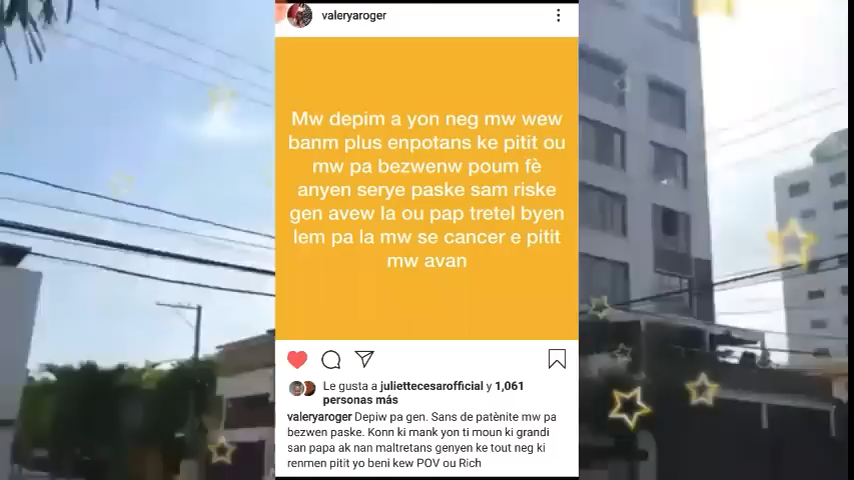 valeryaroger
Mw depim a yon neg mw wew
banm plus enpotans ke pitit ou
mw pa bezwenw poum fè
anyen serye paske sam riske
gen avew la ou pap tretel byen
lem pa la mw se cancer e pitit
mw avan
Le gusta a juliettecesarofficial y 1,061
personas más
valeryaroger Depiw pa gen. Sans de patènite mw pa
bezwen paske. Konn ki mank yon ti moun ki grandi
san papa ak nan maltretans genyen ke tout neg ki
renmen pitit yo beni kew POV ou Rich